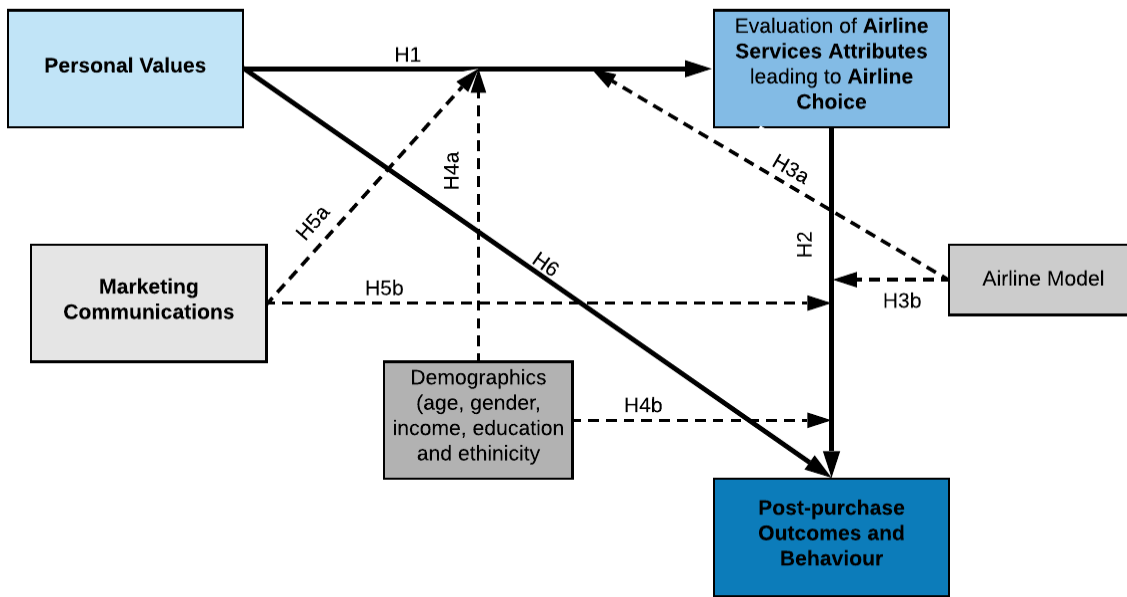 Personal Values
H1
Evaluation of Airline
Services Attributes
leading to Airline
Choice
H5a
H4a
H3a
H2
H6
Marketing
Communications
H5b
H3b
Airline Model
Demographics
(age, gender,
income, education
and ethinicity
H4b
Post-purchase
Outcomes and
Behaviour